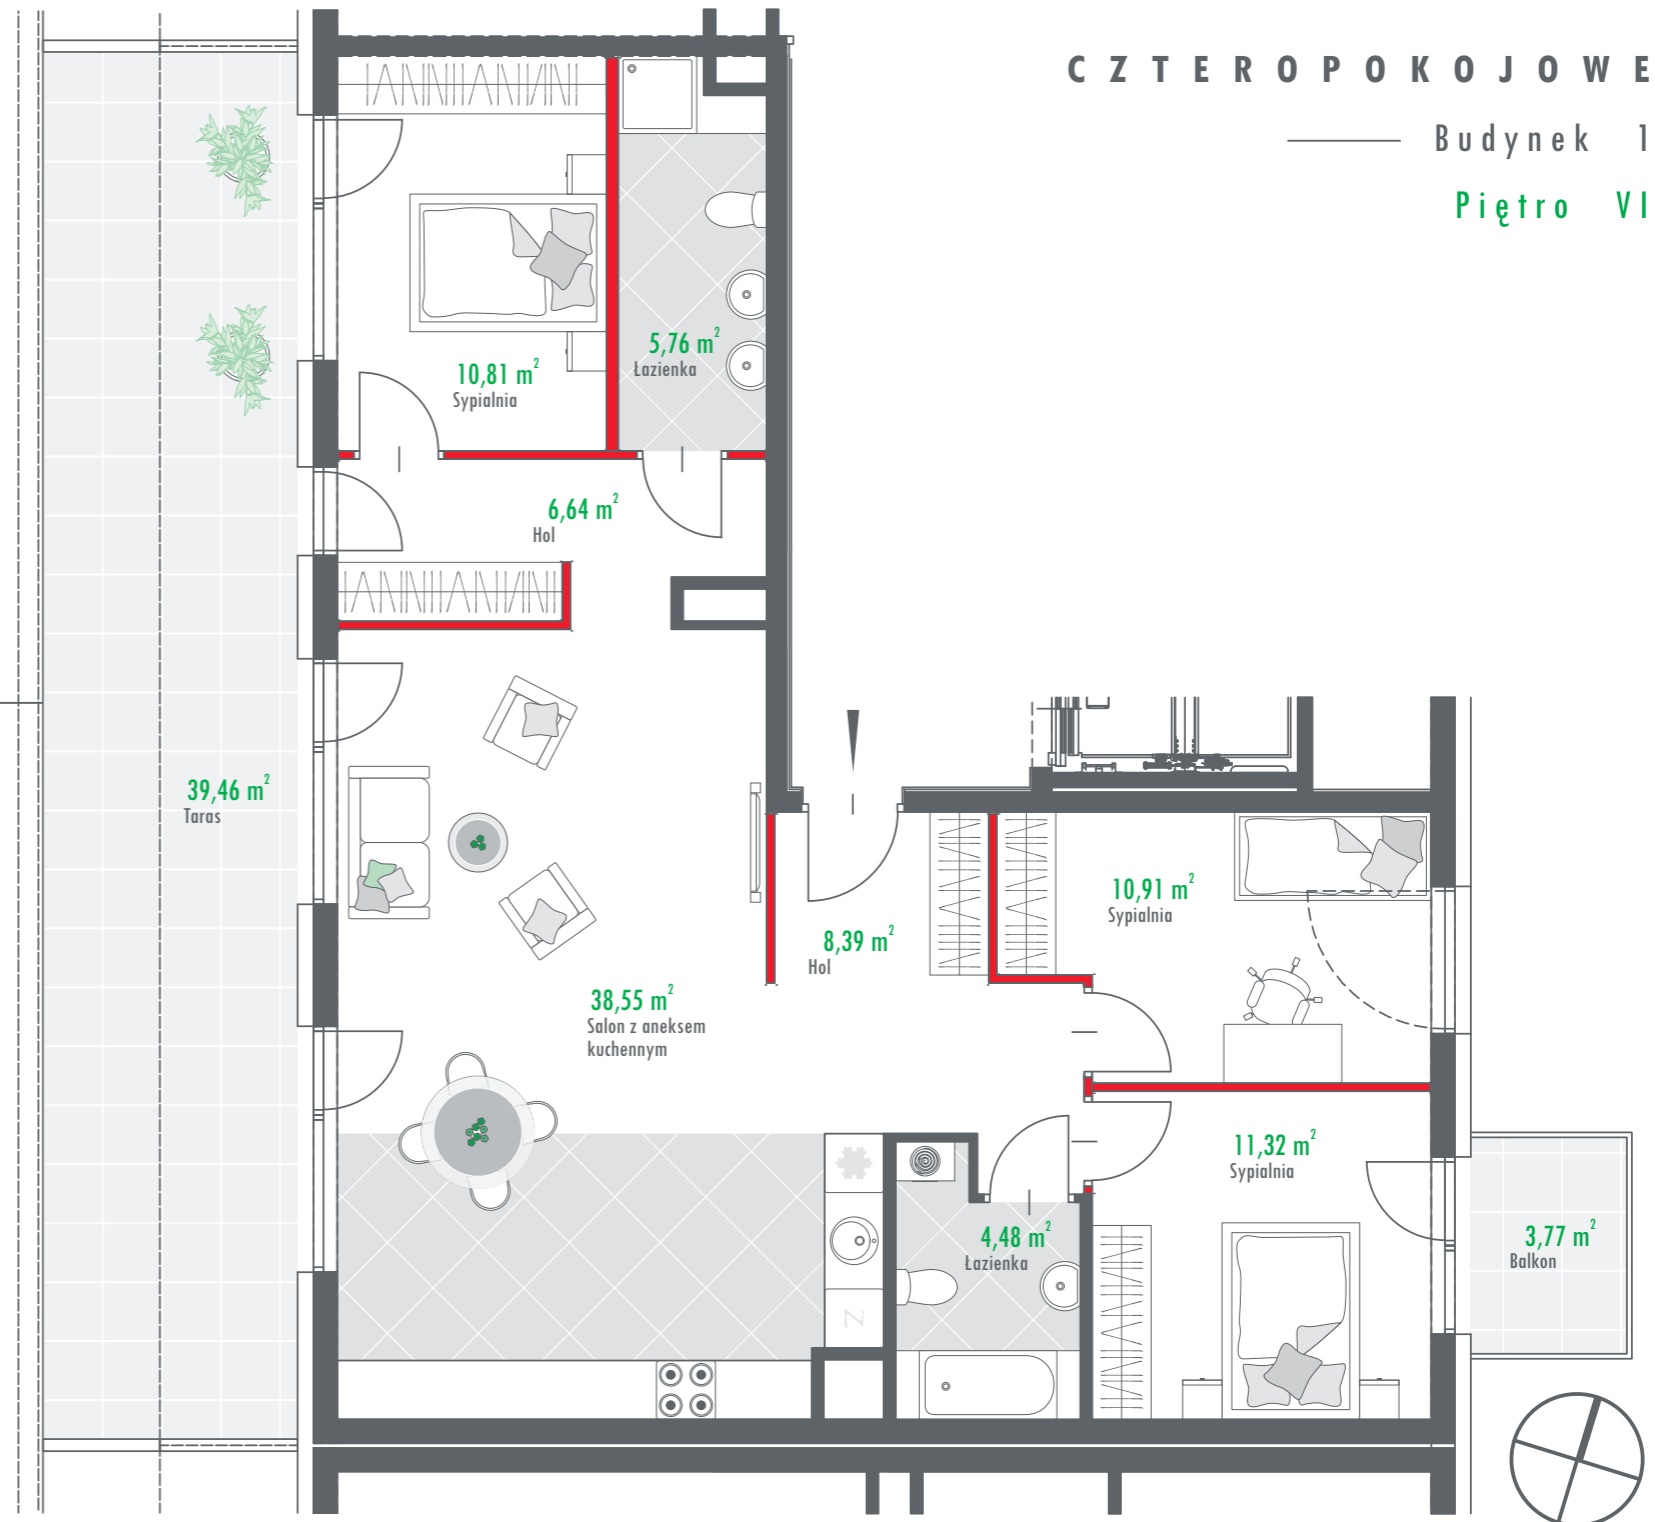 CZTEROPOKOJOWE
Budynek 1
Piętro VI
5,76 m²
Łazienka
10,81 m²
Sypialnia
6,64 m²
Hol
39,46 m²
Taras
10,91 m²
Sypialnia
8,39 m²
Hol
38,55 m²
Salon z aneksem
kuchennym
11,32 m²
Sypialnia
4,48 m²
Łazienka
3,77 m²
Balkon
Z